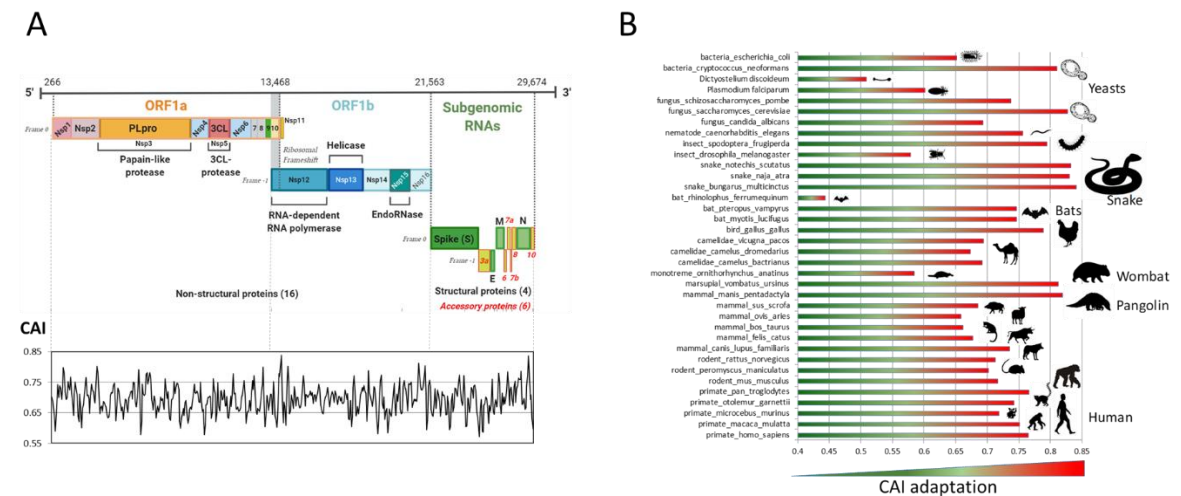 A
266
13,468
21,563
29,674
5'
3'
ORF1a
ORF1b
Subgenomic
RNAs
Frame 0
Nsp1
Nsp2
PLpro
Nsp4
3CL
Nsp6
7
8
9
10
Nsp11
Nsp3
Nsp5
Papain-like
protease
3CL-
protease
Ribosomal
Frameshift
Helicase
Frame -1
Nsp12
Nsp13
Nsp14
Nsp15
Nsp16
RNA-dependent
RNA polymerase
EndoRNase
M
7a
N
Frame 0
Spike (S)
Frame -1
3a
E
6
7b
8
10
Non-structural proteins (16)
Structural proteins (4)
Accessory proteins (6)
CAI
0.85
0.75
0.65
0.55
B
bacteria_escherichia_coli
bacteria_cryptococcus_neoformans
Dictyostelium discoideum
Plasmodium falciparum
fungus_schizosaccharomyces_pombe
fungus_saccharomyces_cerevisiae
fungus_candida_albicans
nematode_caenorhabditis_elegans
insect_spodoptera_frugiperda
insect_drosophila_melanogaster
snake_notechis_scutatus
snake_naja_atra
snake_bungarus_multicinctus
bat_rhinolophus_ferrumequinum
bat_pteropus_vampyrus
bat_myotis_lucifugus
bird_gallus_gallus
camelidae_vicugna_pacos
camelidae_camelus_dromedarius
camelidae_camelus_bactrianus
monotreme_ornithorhynchus_anatinus
marsupial_vombatus_ursinus
mammal_manis_pentadactyla
mammal_sus_scrofa
mammal_ovis_aries
mammal_bos_taurus
mammal_felis_catus
mammal_canis_lupus_familiaris
rodent_rattus_norvegicus
rodent_peromyscus_maniculatus
rodent_mus_musculus
primate_pan_troglodytes
primate_otolemur_garnettii
primate_microcebus_murinus
primate_macaca_mulatta
primate_homo_sapiens
Yeasts
Snake
Bats
Wombat
Pangolin
Human
0.4 0.45 0.5 0.55 0.6 0.65 0.7 0.75 0.8 0.85
CAI adaptation